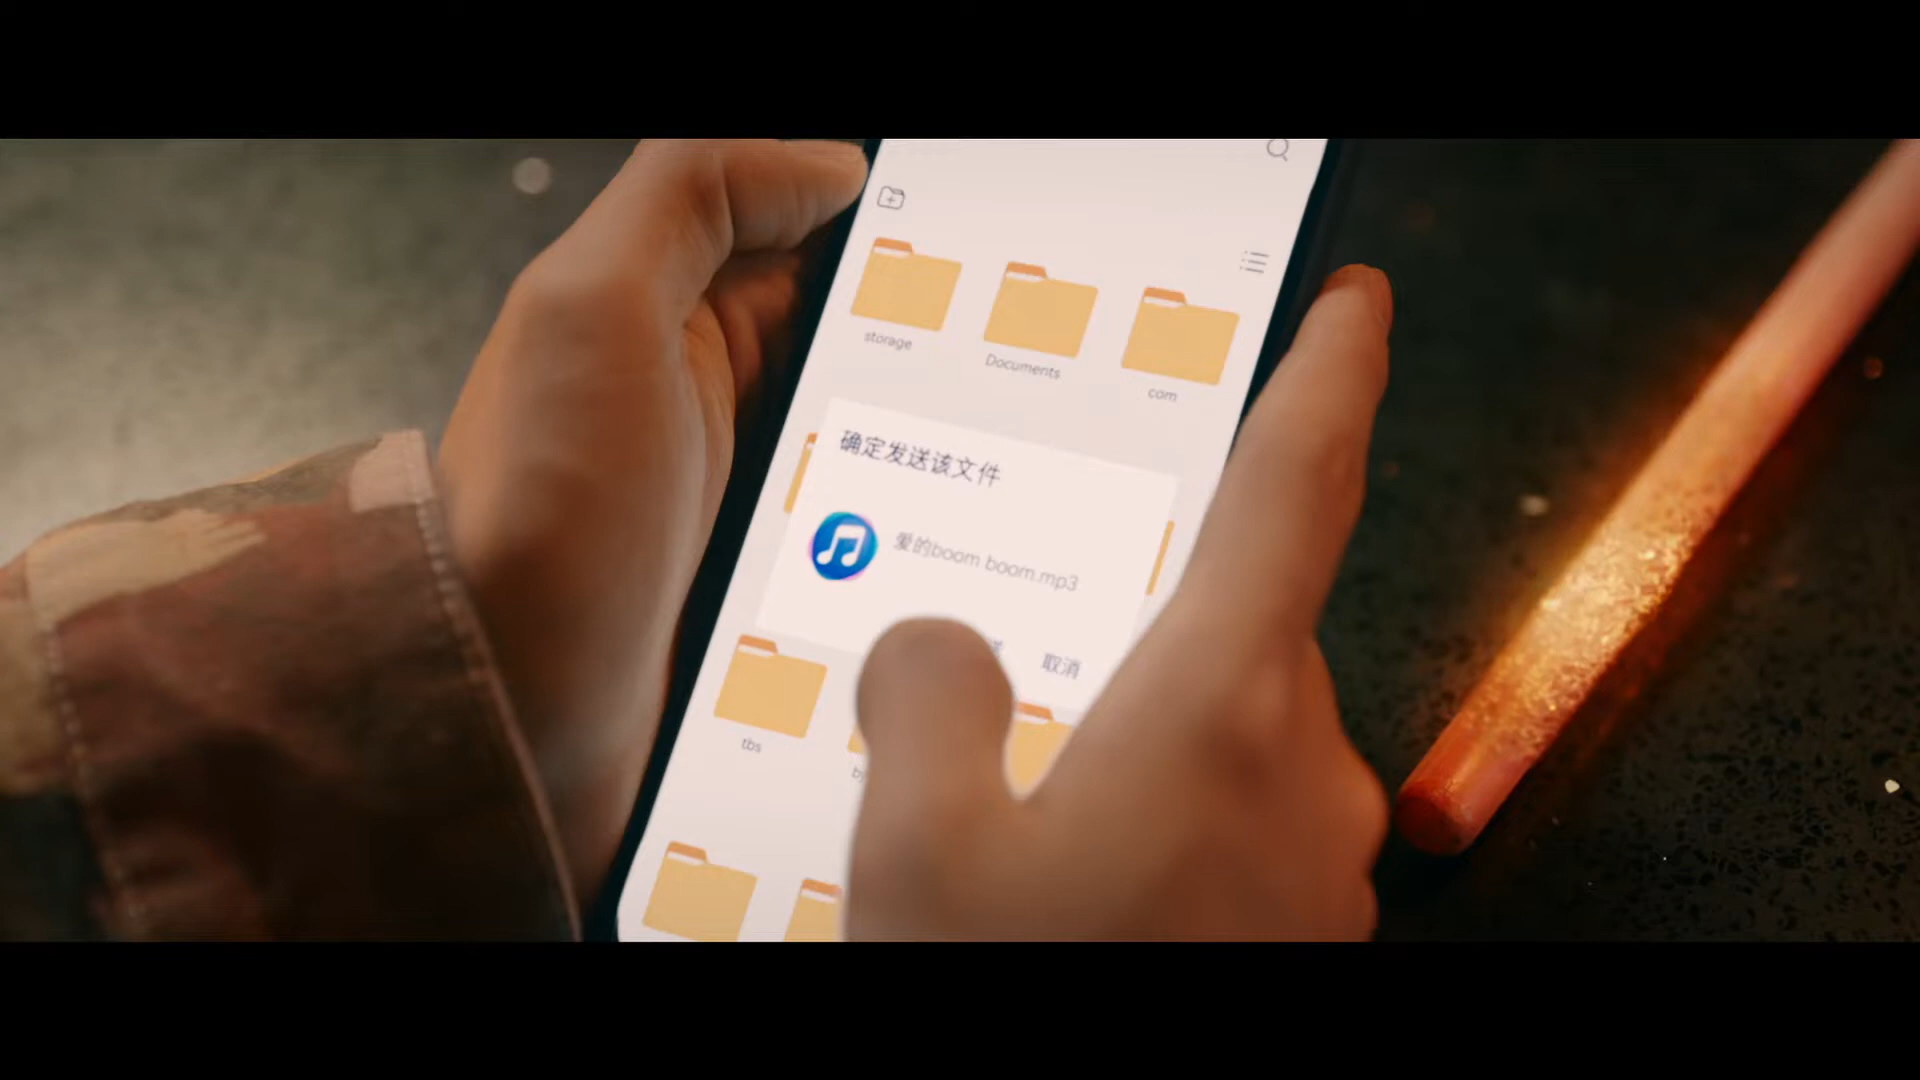 storage
Documents
com
确定发送该文件
爱的boom boom.mp3
取消
tbs